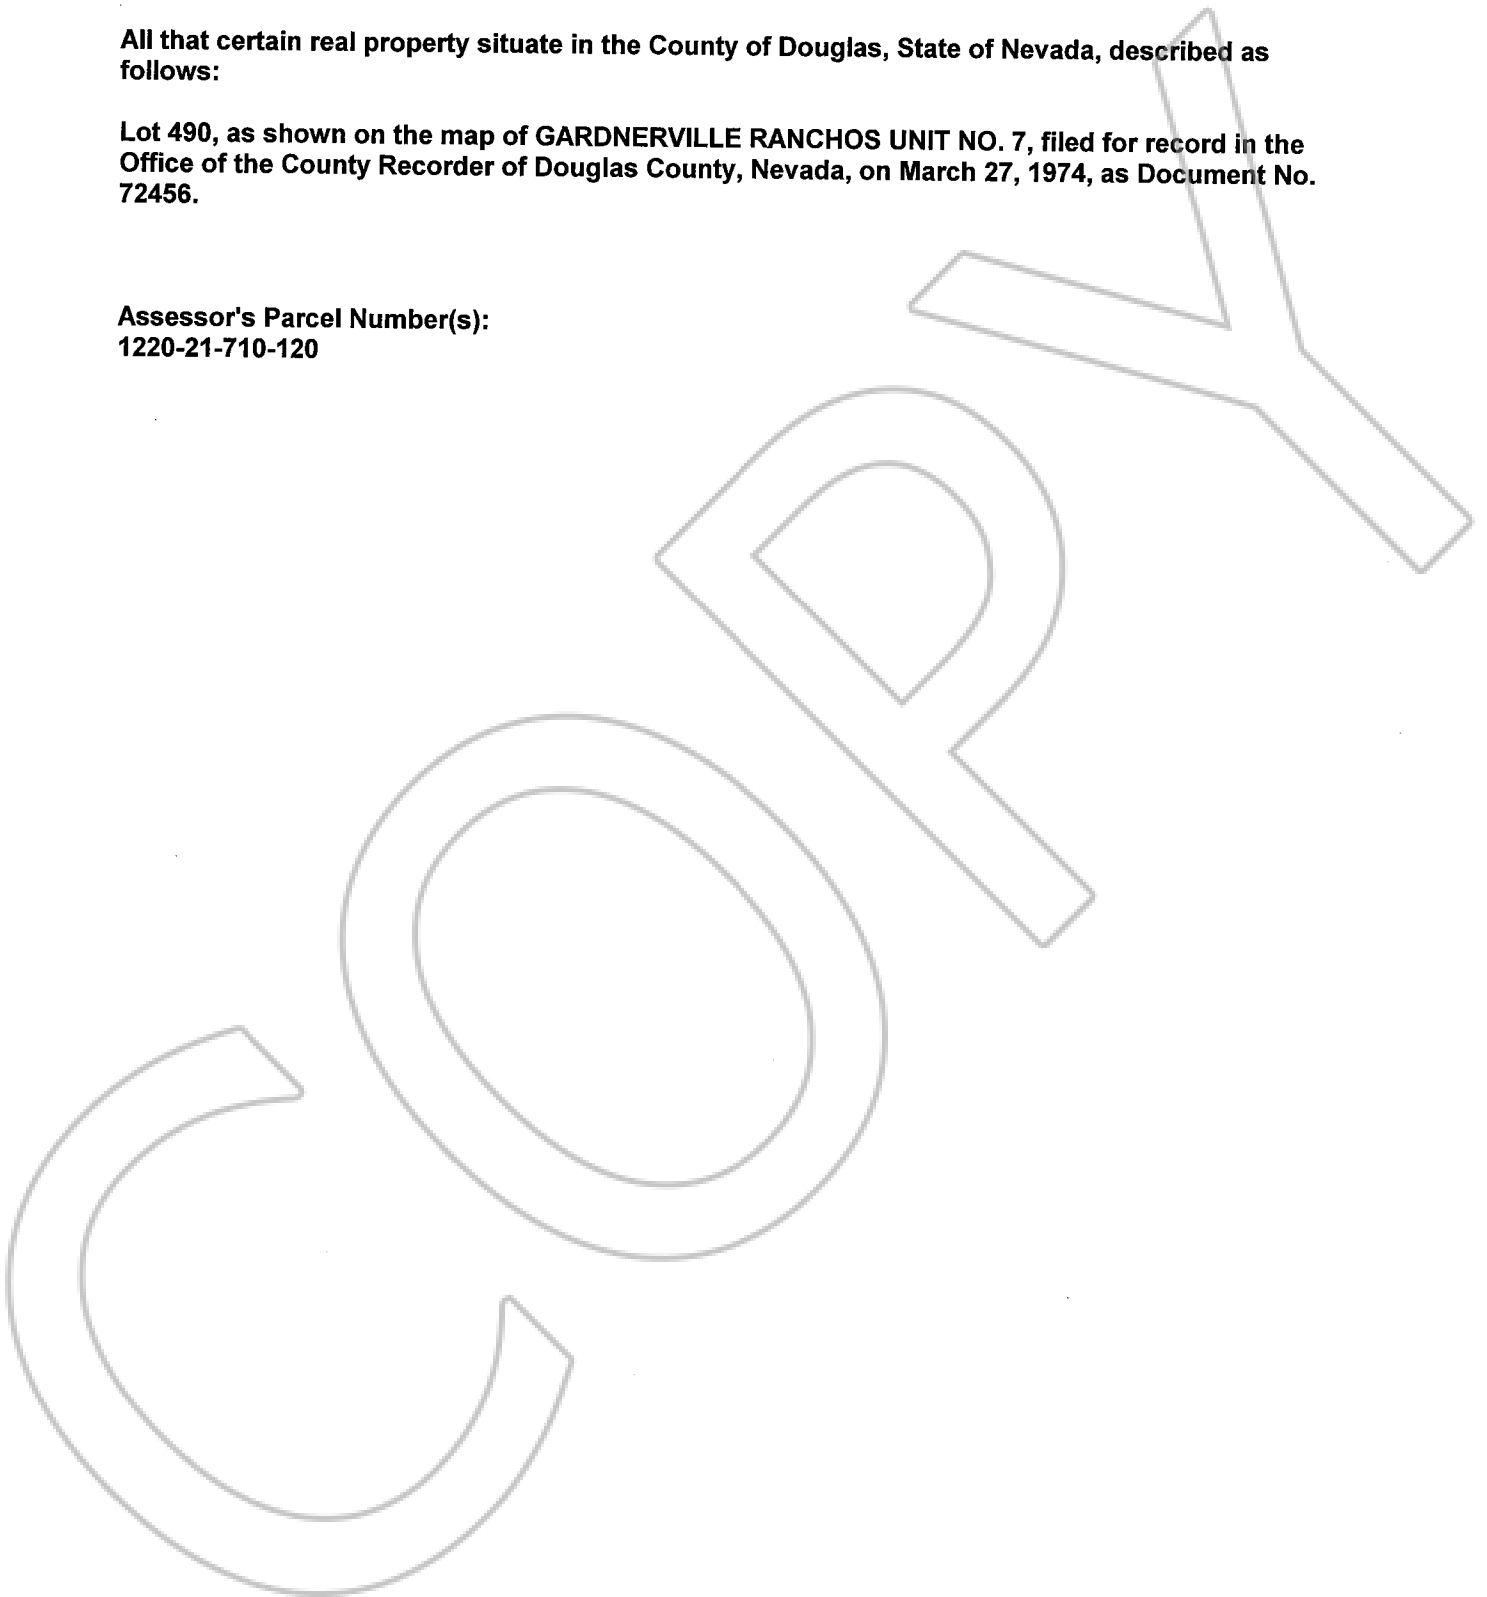 All that certain real property situate in the County of Douglas, State of Nevada, described as
follows:
Lot 490, as shown on the map of GARDNERVILLE RANCHOS UNIT NO. 7, filed for record in the
Office of the County Recorder of Douglas County, Nevada, on March 27, 1974, as Document No.
72456.
Assessor's Parcel Number(s):
1220-21-710-120
COPY